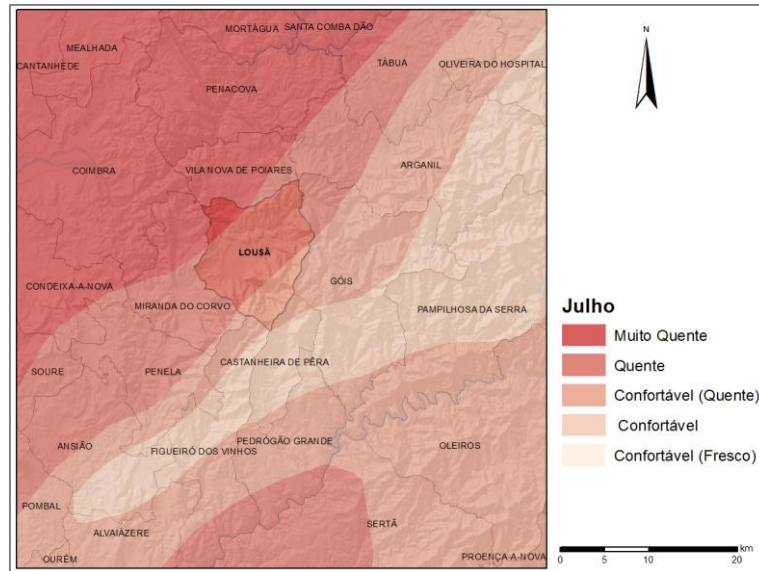 MORTÁGUA
SANTA COMBA DÃO
MEALHADA
CANTANHEDE
TÁBUA
OLIVEIRA DO HOSPITAL
PENACOVA
COIMBRA
VILA NOVA DE POIARES
ARGANIL
LOUSÃ
CONDEIXA-A-NOVA
GÓIS
MIRANDA DO CORVO
PAMPILHOSA DA SERRA
SOURE
PENELA
CASTANHEIRA DE PÊRA
ANSIÃO
FIGUEIRÓ DOS VINHOS
PEDRÓGÃO GRANDE
OLEIROS
POMBAL
ALVAIÁZERE
SERTÃ
OURÉM
PROENÇA-A-NOVA
N
Julho
Muito Quente
Quente
Confortável (Quente)
Confortável
Confortável (Fresco)
km
0 5 10 20